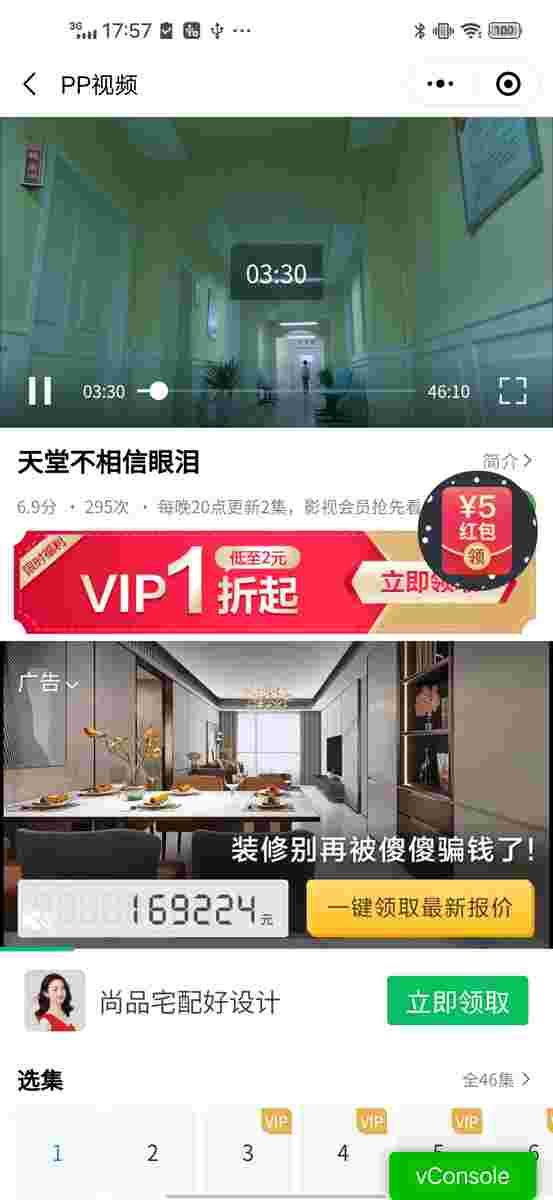 3G 17:57 100
PP视频
03:30
03:30 46:10
天堂不相信眼泪
简介
6.9分 · 295次 · 每晚20点更新2集，影视会员抢先看
¥5
红包
领
限时福利
VIP1折起
低至2元
立即领取
广告
装修别再被傻傻骗钱了!
169224元
一键领取最新报价
尚品宅配好设计
立即领取
选集
全46集
VIP VIP VIP
1 2 3 4 5 6
vConsole